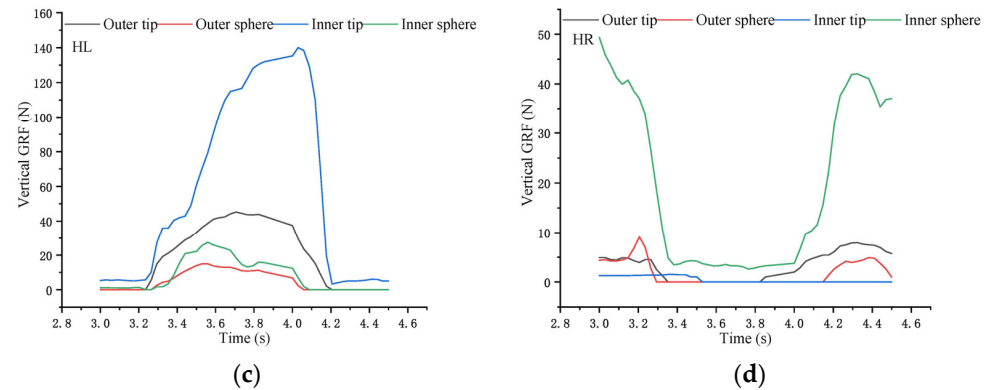 Outer tip Outer sphere Inner tip Inner sphere
HL
Vertical GRF (N)
160
140
120
100
80
60
40
20
0
2.8 3.0 3.2 3.4 3.6 3.8 4.0 4.2 4.4 4.6
Time (s)
(c)
Outer tip Outer sphere Inner tip Inner sphere
HR
Vertical GRF (N)
50
40
30
20
10
0
2.8 3.0 3.2 3.4 3.6 3.8 4.0 4.2 4.4 4.6
Time (s)
(d)